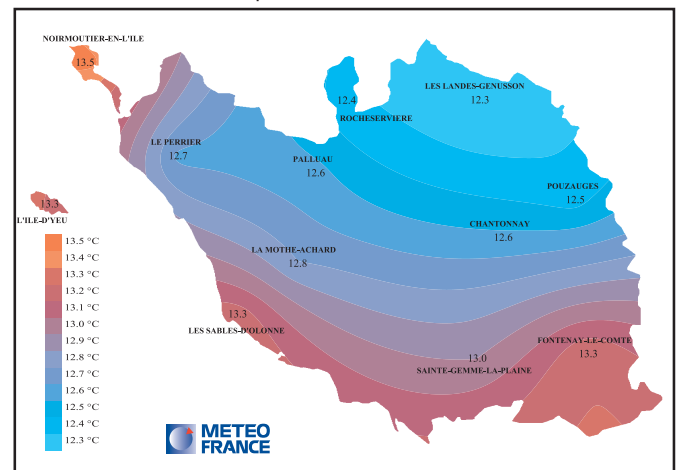 NOIRMOUTIER-EN-L'ILE
13.5
LES LANDES-GENUSSON
12.3
12.4
ROCHESERVIERE
LE PERRIER
12.7
PALLUAU
12.6
POUZAUGES
12.5
13.3
L'ILE-D'YEU
CHANTONNAY
12.6
LA MOTHE-ACHARD
12.8
13.3
LES SABLES-D'OLONNE
FONTENAY-LE-COMTE
13.3
13.0
SAINTE-GEMME-LA-PLAINE
13.5 °C
13.4 °C
13.3 °C
13.2 °C
13.1 °C
13.0 °C
12.9 °C
12.8 °C
12.7 °C
12.6 °C
12.5 °C
12.4 °C
12.3 °C
METEO
FRANCE